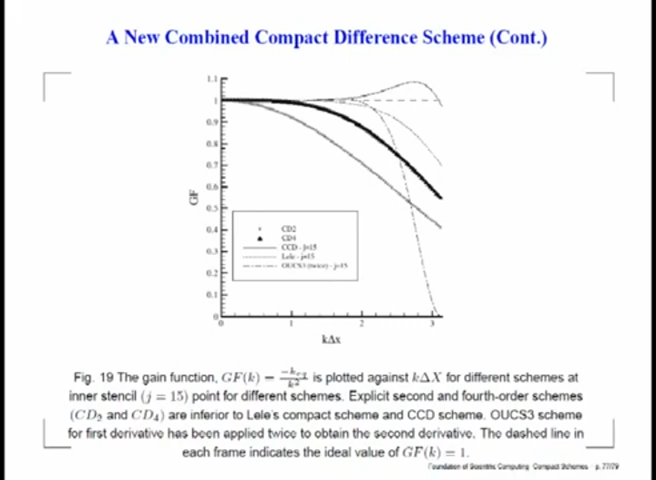 A New Combined Compact Difference Scheme (Cont.)
1.1
1
0.9
0.8
0.7
0.6
0.5
0.4
0.3
0.2
0.1
0
GF
CD2
CD4
CCD - j=15
Lele - j=15
OUCS3 (twice) - j=15
0 1 2 3
kΔx
Fig. 19 The gain function, GF(k) = -k_{e2}/k^2 is plotted against kΔX for different schemes at
inner stencil (j = 15) point for different schemes. Explicit second and fourth-order schemes
(CD2 and CD4) are inferior to Lele's compact scheme and CCD scheme. OUCS3 scheme
for first derivative has been applied twice to obtain the second derivative. The dashed line in
each frame indicates the ideal value of GF(k) = 1.
Foundation of Scientific Computing Compact Schemes - p. 77/79